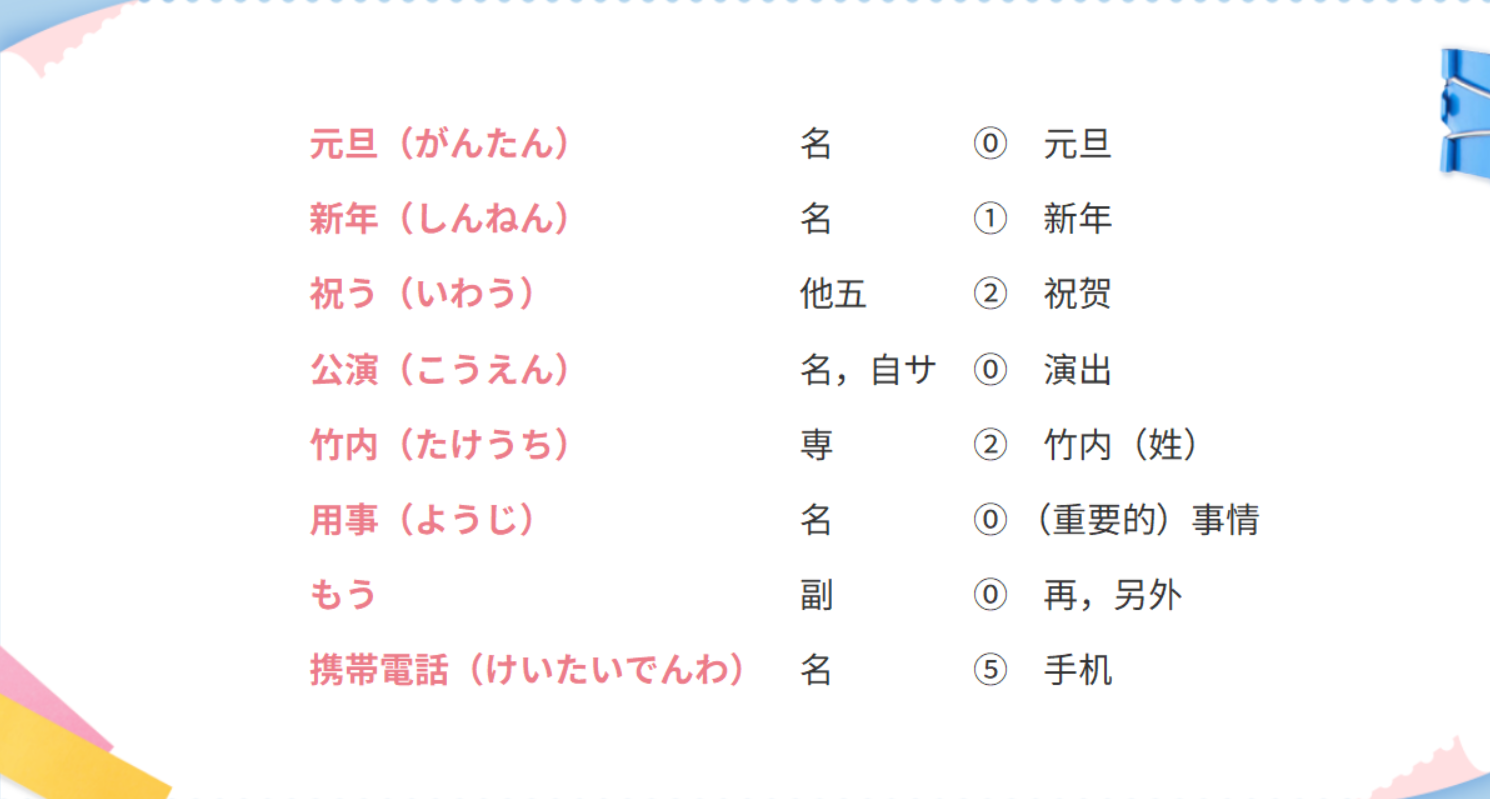 元旦（がんたん） 名 ⓪ 元旦
新年（しんねん） 名 ① 新年
祝う（いわう） 他五 ② 祝贺
公演（こうえん） 名，自サ ⓪ 演出
竹内（たけうち） 専 ② 竹内（姓）
用事（ようじ） 名 ⓪ （重要的）事情
もう 副 ⓪ 再，另外
携帯電話（けいたいでんわ） 名 ⑤ 手机